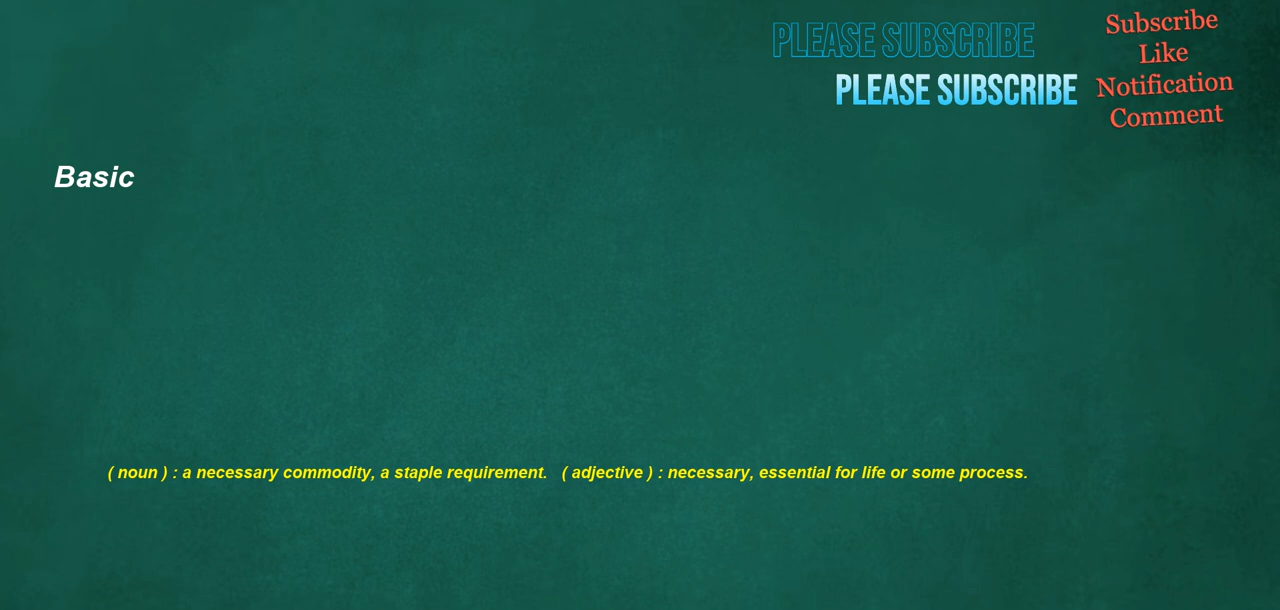 PLEASE SUBSCRIBE
PLEASE SUBSCRIBE
Subscribe
Like
Notification
Comment
Basic
( noun ) : a necessary commodity, a staple requirement.   ( adjective ) : necessary, essential for life or some process.